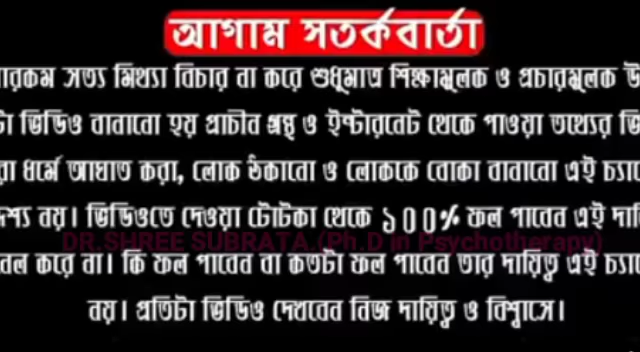 আগাম সতর্কবার্তা
রকম সত্য মিথ্যা বিচার না করে শুধুমাত্র শিক্ষামূলক ও প্রচারমূলক
ভিডিও বানানো হয় প্রাচীন গ্রন্থ ও ইন্টারনেট থেকে পাওয়া তথ্যের
ধর্মে আঘাত করা, লোক ঠকানো ও লোককে বোকা বানানো এই
নয়। ভিডিওতে দেওয়া টোটকা থেকে ১০০% ফল পাবেন এই
DR.SHREE SUBRATA.(Ph.D in Psychotherapy)
করে না। কি ফল পাবেন বা কতটা ফল পাবেন তার দায়িত্ব এই
নয়। প্রতিটা ভিডিও দেখবেন নিজ দায়িত্ব ও বিশ্বাসে।